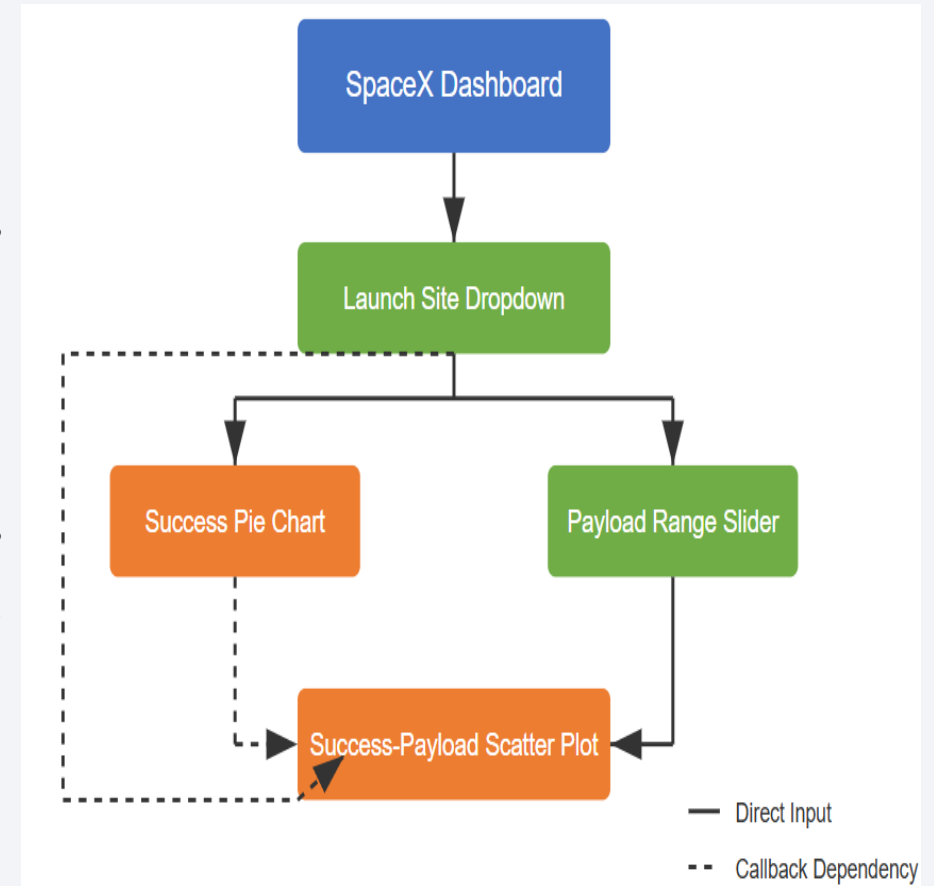 SpaceX Dashboard
Launch Site Dropdown
Success Pie Chart
Payload Range Slider
Success-Payload Scatter Plot
Direct Input
Callback Dependency